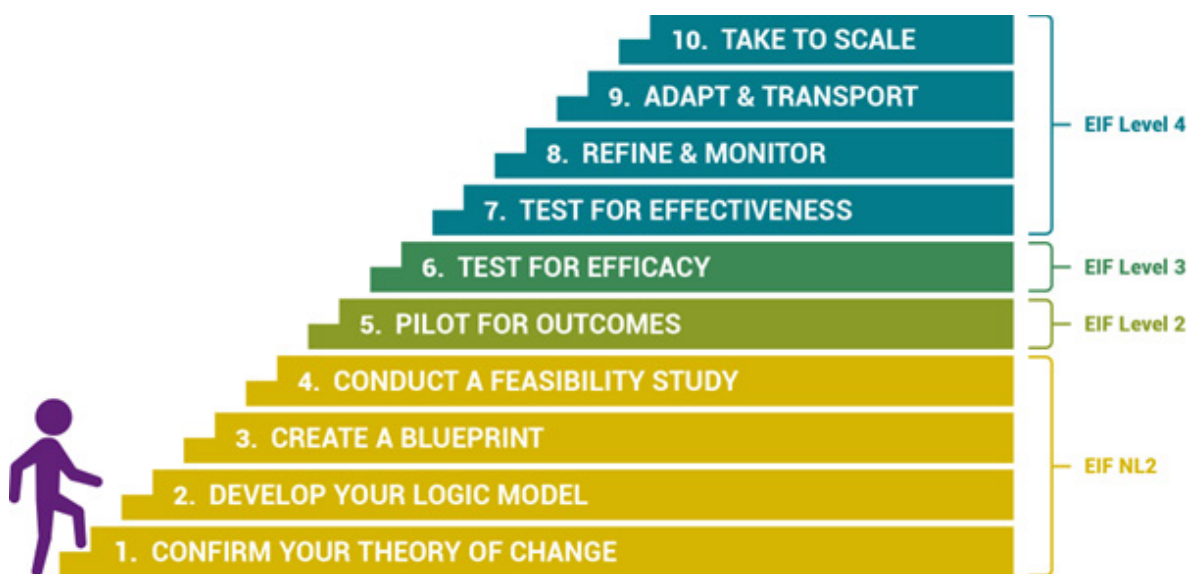 10. TAKE TO SCALE
9. ADAPT & TRANSPORT
EIF Level 4
8. REFINE & MONITOR
7. TEST FOR EFFECTIVENESS
6. TEST FOR EFFICACY
EIF Level 3
5. PILOT FOR OUTCOMES
EIF Level 2
4. CONDUCT A FEASIBILITY STUDY
3. CREATE A BLUEPRINT
EIF NL2
2. DEVELOP YOUR LOGIC MODEL
1. CONFIRM YOUR THEORY OF CHANGE